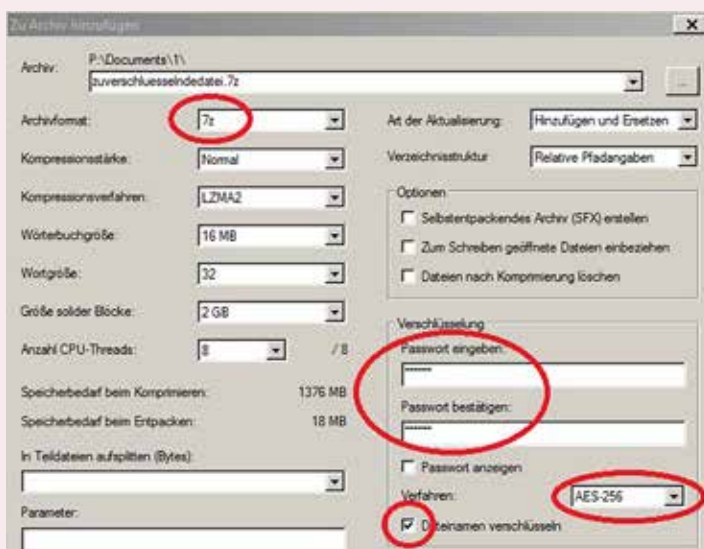 Zu Archiv hinzufügen
Archiv:
P:\Documents\1\
zuverschluesselndedatei.7z
...
Archivformat:
7z
Kompressionsstärke:
Normal
Kompressionsverfahren:
LZMA2
Wörterbuchgröße:
16 MB
Wortgröße:
32
Größe solider Blöcke:
2 GB
Anzahl CPU-Threads:
8
/ 8
Speicherbedarf beim Komprimieren:
1376 MB
Speicherbedarf beim Entpacken:
18 MB
In Teildateien aufsplitten (Bytes):
Parameter:
Art der Aktualisierung:
Hinzufügen und Ersetzen
Verzeichnisstruktur
Relative Pfadangaben
Optionen
Selbstentpackendes Archiv (SFX) erstellen
Zum Schreiben geöffnete Dateien einbeziehen
Dateien nach Komprimierung löschen
Verschlüsselung
Passwort eingeben:
Passwort bestätigen:
Passwort anzeigen
Verfahren:
AES-256
Dateinamen verschlüsseln